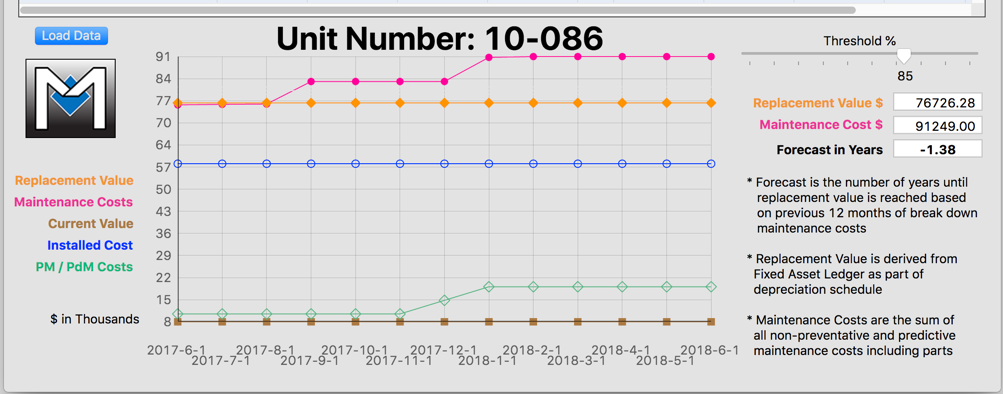 Load Data
Unit Number: 10-086
Threshold %
85
Replacement Value $ 76726.28
Maintenance Cost $ 91249.00
Forecast in Years -1.38
M
Replacement Value
Maintenance Costs
Current Value
Installed Cost
PM / PdM Costs
$ in Thousands
91
84
77
70
64
57
50
43
36
29
22
15
8
2017-6-1 2017-8-1 2017-10-1 2017-12-1 2018-2-1 2018-4-1 2018-6-1
2017-7-1 2017-9-1 2017-11-1 2018-1-1 2018-3-1 2018-5-1
* Forecast is the number of years until
replacement value is reached based
on previous 12 months of break down
maintenance costs
* Replacement Value is derived from
Fixed Asset Ledger as part of
depreciation schedule
* Maintenance Costs are the sum of
all non-preventative and predictive
maintenance costs including parts